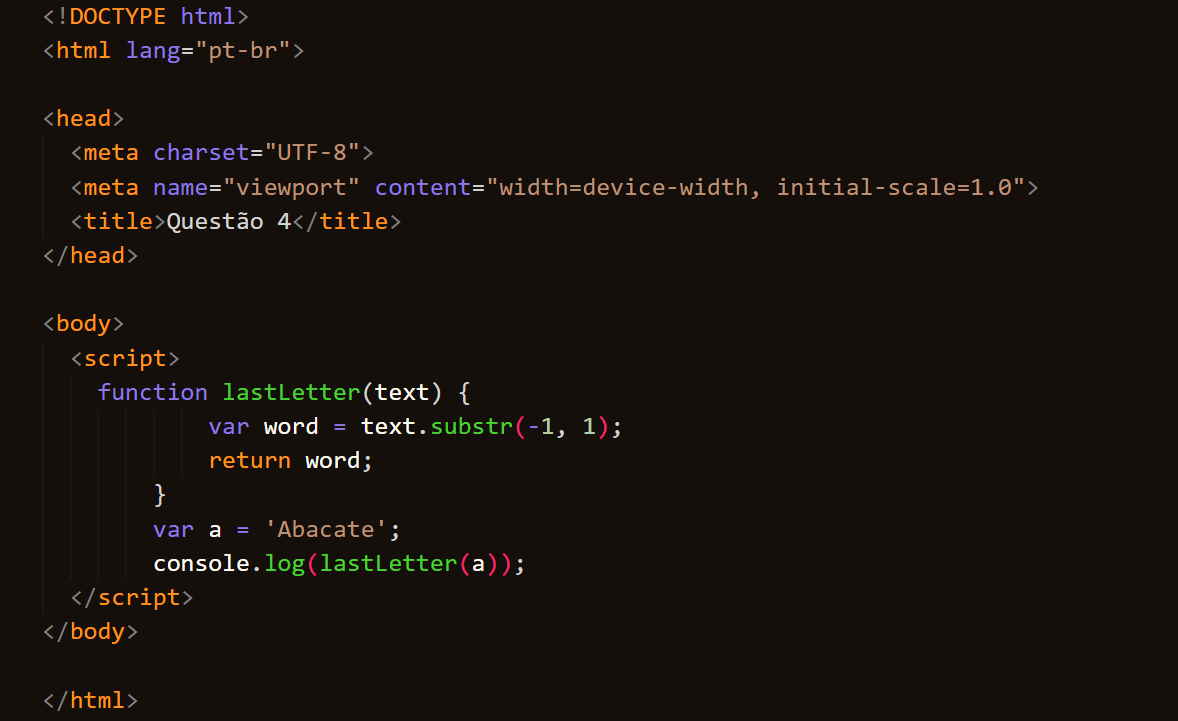 <!DOCTYPE html>
<html lang="pt-br">
<head>
<meta charset="UTF-8">
<meta name="viewport" content="width=device-width, initial-scale=1.0">
<title>Questão 4</title>
</head>
<body>
<script>
function lastLetter(text) {
var word = text.substr(-1, 1);
return word;
}
var a = 'Abacate';
console.log(lastLetter(a));
</script>
</body>
</html>